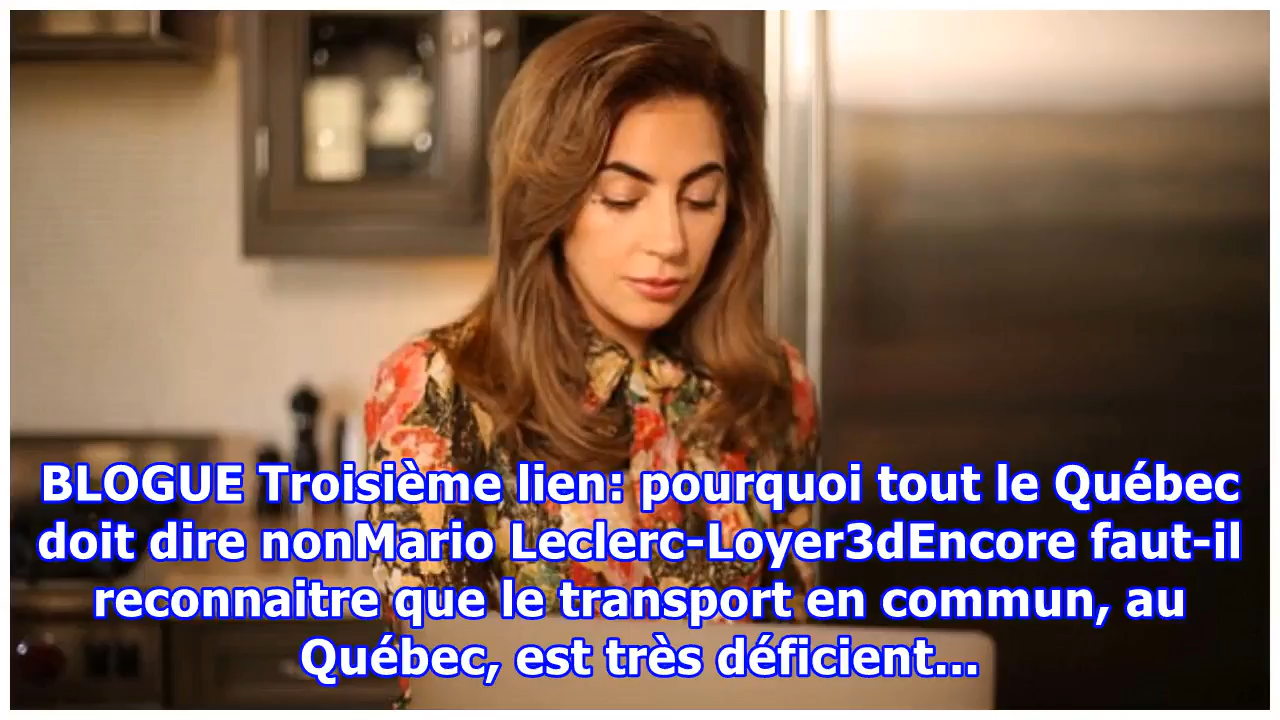 BLOGUE Troisième lien: pourquoi tout le Québec
doit dire nonMario Leclerc-Loyer3dEncore faut-il
reconnaitre que le transport en commun, au
Québec, est très déficient...